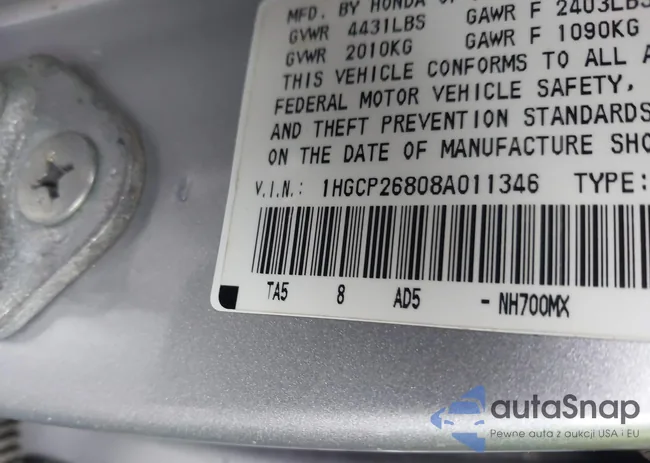 MFD. BY HONDA OF
GVWR 4431LBS GAWR F 2403LBS
GVWR 2010KG GAWR F 1090KG
THIS VEHICLE CONFORMS TO ALL A
FEDERAL MOTOR VEHICLE SAFETY,
AND THEFT PREVENTION STANDARDS
ON THE DATE OF MANUFACTURE SHO
V.I.N.: 1HGCP26808A011346 TYPE:
TA5 8 AD5 - NH700MX
autaSnap
Pewne auta z aukcji USA i EU